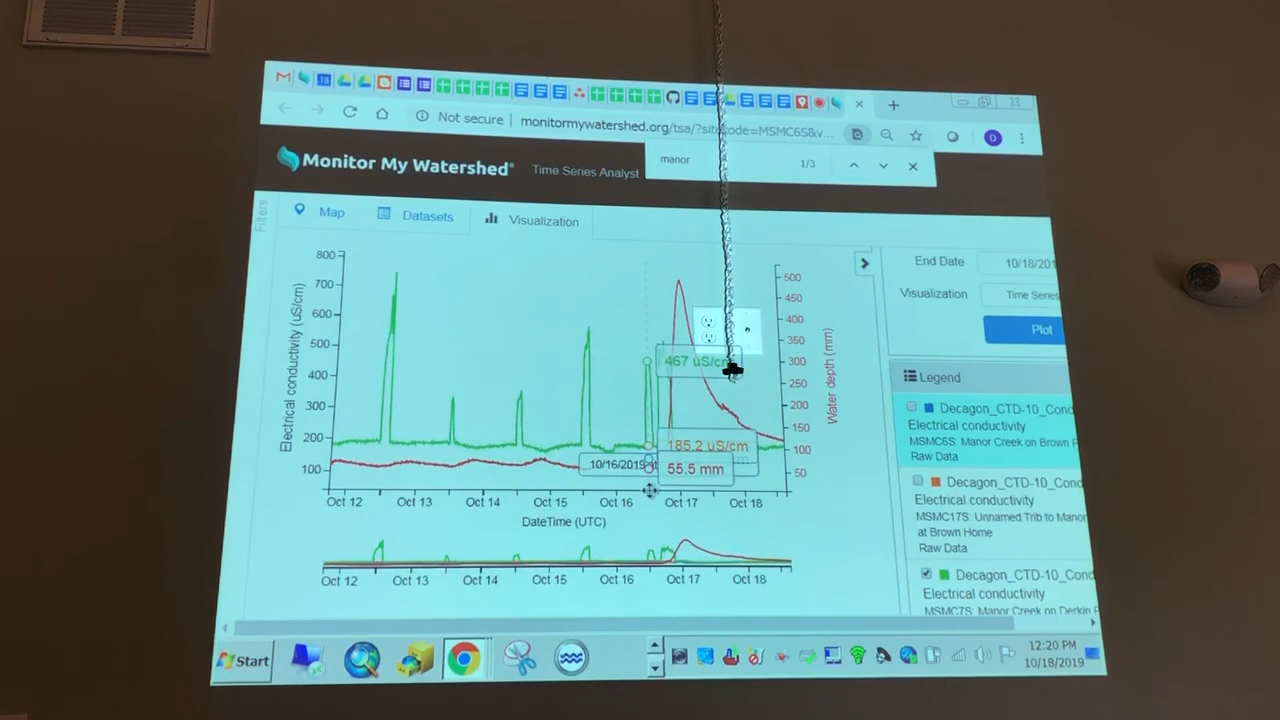 Not secure | monitormywatershed.org/tsa/?sitecode=MSMC6S&v...
manor 1/3
Monitor My Watershed® Time Series Analyst
Filters
Map Datasets Visualization
End Date 10/18/201
Visualization Time Series
Plot
Legend
Decagon_CTD-10_Cond
Electrical conductivity
MSMC6S: Manor Creek on Brown P
Raw Data
Decagon_CTD-10_Cond
Electrical conductivity
MSMC17S: Unnamed Trib to Manor
at Brown Home
Raw Data
Decagon_CTD-10_Cond
Electrical conductivity
MSMC7S: Manor Creek on Derkin P
Electrical conductivity (uS/cm)
800
700
600
500
400
300
200
100
Water depth (mm)
500
450
400
350
300
250
200
150
100
50
467 uS/cm
185.2 uS/cm
55.5 mm
10/16/2019
Oct 12 Oct 13 Oct 14 Oct 15 Oct 16 Oct 17 Oct 18
DateTime (UTC)
Oct 12 Oct 13 Oct 14 Oct 15 Oct 16 Oct 17 Oct 18
Start
12:20 PM
10/18/2019